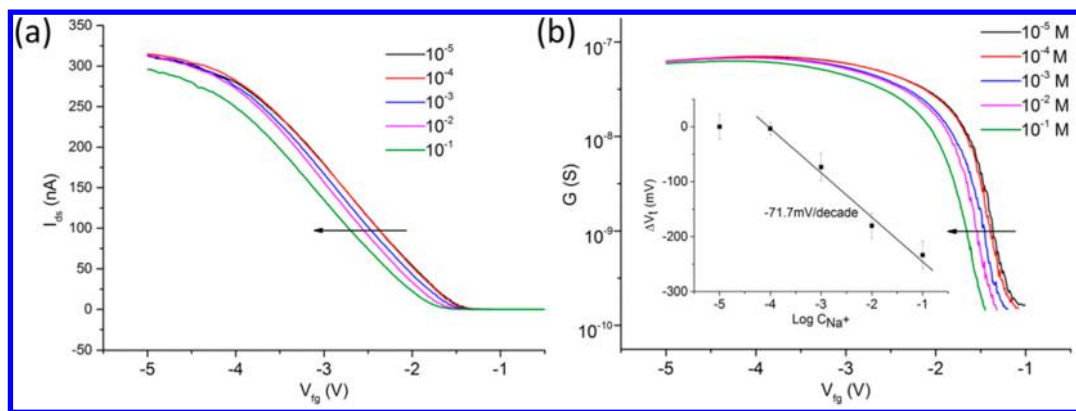 (a)
350
300
250
200
150
100
50
0
-50
I_ds (nA)
-5
-4
-3
-2
-1
V_fg (V)
10⁻⁵
10⁻⁴
10⁻³
10⁻²
10⁻¹
(b)
10⁻⁷
10⁻⁸
10⁻⁹
10⁻¹⁰
G (S)
-5
-4
-3
-2
-1
V_fg (V)
10⁻⁵ M
10⁻⁴ M
10⁻³ M
10⁻² M
10⁻¹ M
0
-100
-200
-300
ΔV_t (mV)
-71.7mV/decade
-5
-4
-3
-2
-1
Log C_Na⁺